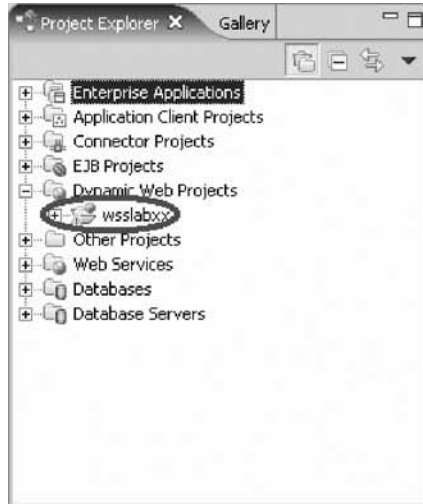 Project Explorer Gallery
Enterprise Applications
Application Client Projects
Connector Projects
EJB Projects
Dynamic Web Projects
wsslabxx
Other Projects
Web Services
Databases
Database Servers